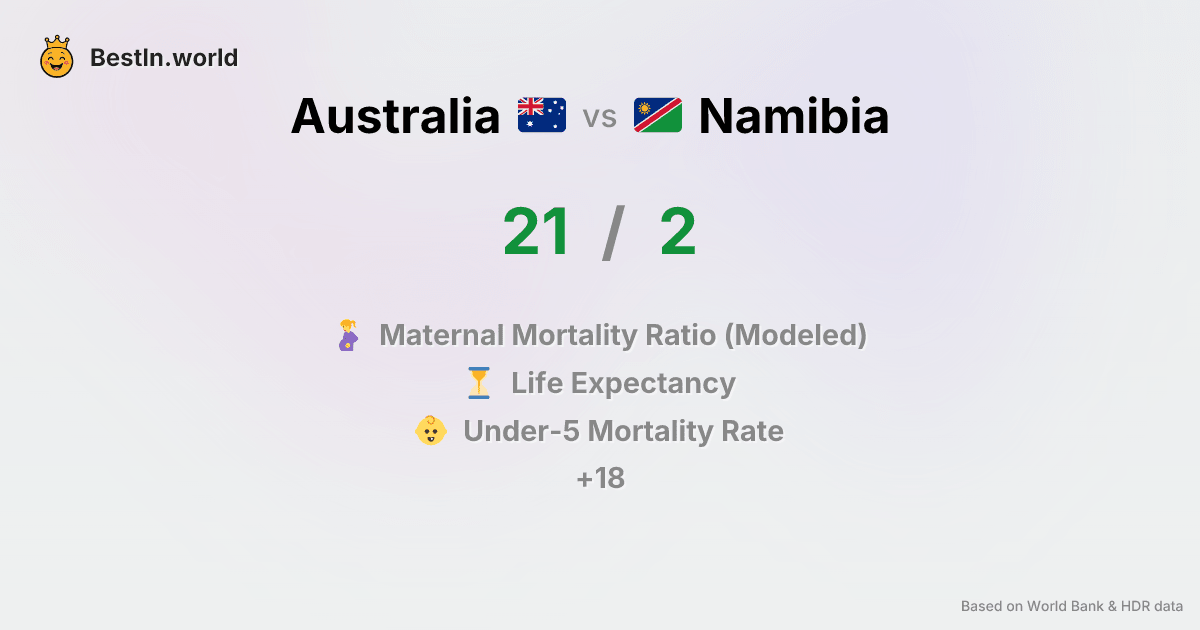 BestIn.world
Australia vs Namibia
21 / 2
Maternal Mortality Ratio (Modeled)
Life Expectancy
Under-5 Mortality Rate
+18
Based on World Bank & HDR data